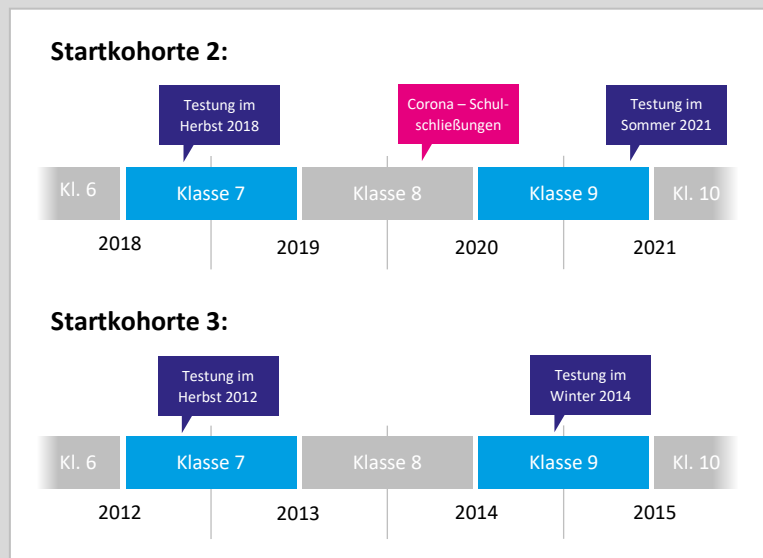 Startkohorte 2:
Testung im
Herbst 2018
Corona – Schul-
schließungen
Testung im
Sommer 2021
Kl. 6
Klasse 7
Klasse 8
Klasse 9
Kl. 10
2018
2019
2020
2021
Startkohorte 3:
Testung im
Herbst 2012
Testung im
Winter 2014
Kl. 6
Klasse 7
Klasse 8
Klasse 9
Kl. 10
2012
2013
2014
2015